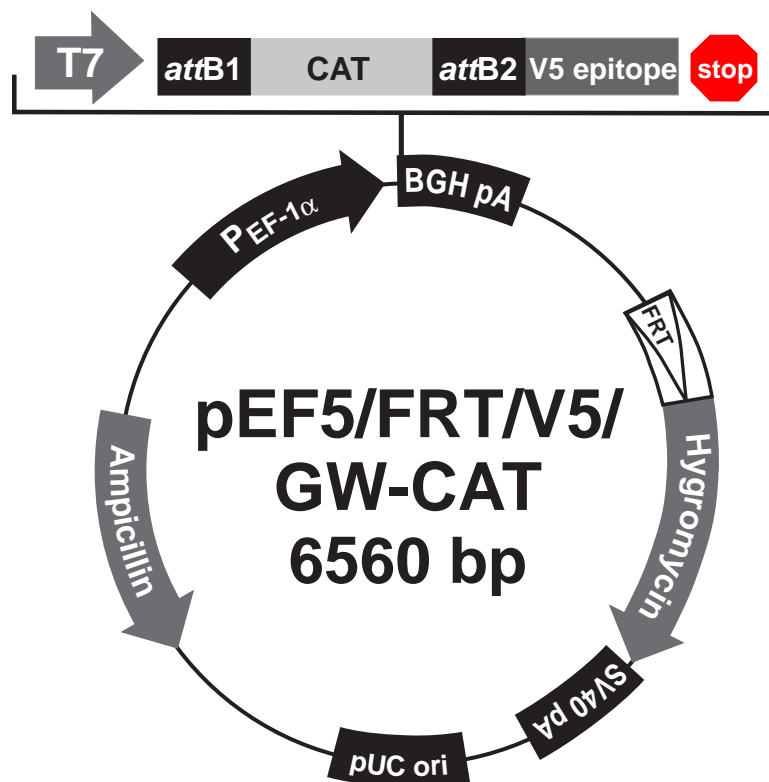 T7
attB1
CAT
attB2
V5 epitope
stop
PEF-1α
BGH pA
FRT
Hygromycin
SV40 pA
pUC ori
Ampicillin
pEF5/FRT/V5/
GW-CAT
6560 bp